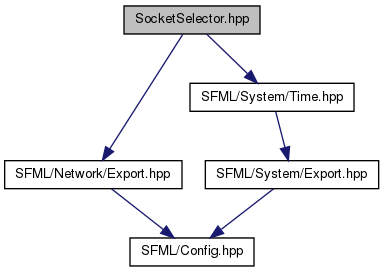 SocketSelector.hpp
SFML/System/Time.hpp
SFML/Network/Export.hpp
SFML/System/Export.hpp
SFML/Config.hpp